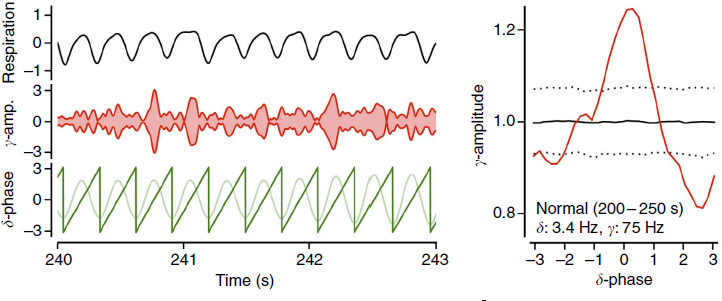 Respiration
1
0
−1
γ-amp.
3
0
−3
δ-phase
3
0
−3
240
241
242
243
Time (s)
γ-amplitude
1.2
1.0
0.8
Normal (200−250 s)
δ: 3.4 Hz, γ: 75 Hz
−3 −2 −1 0 1 2 3
δ-phase